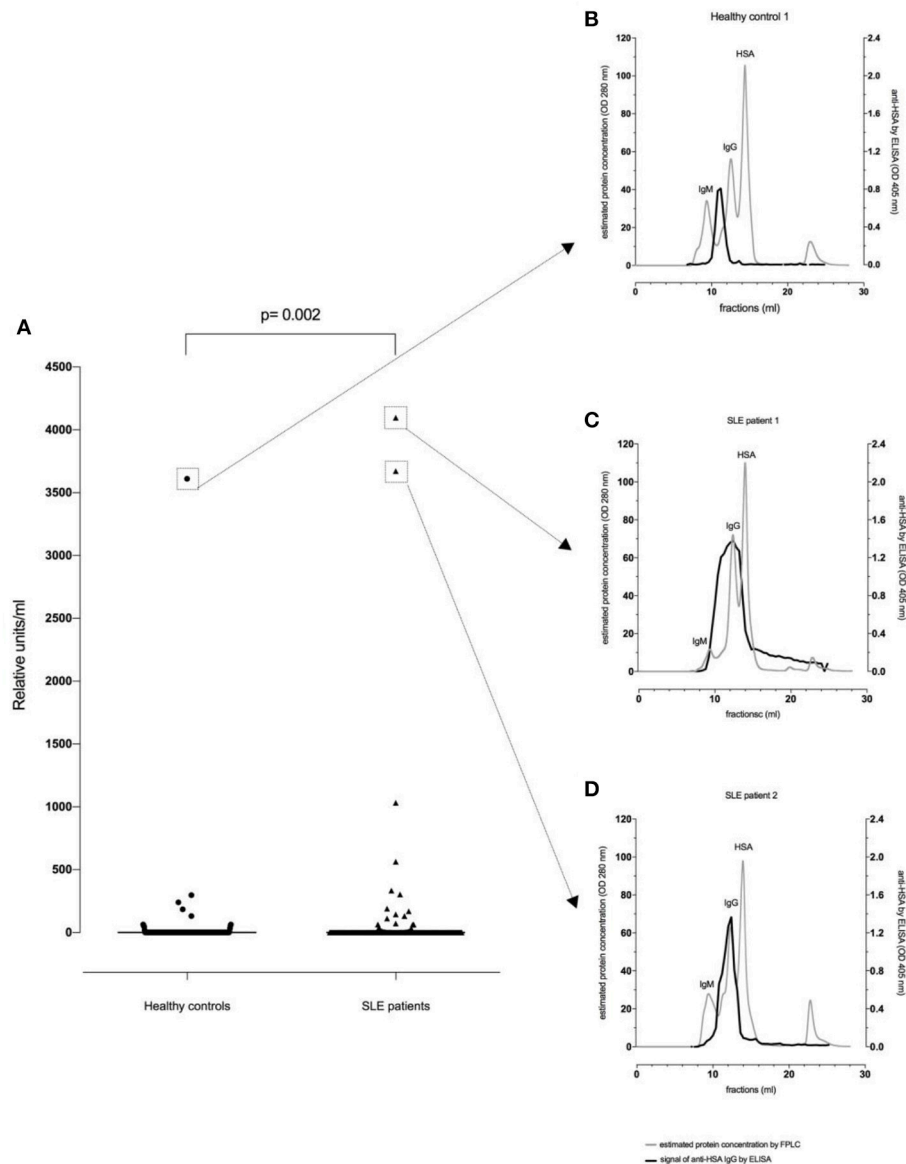 A
p= 0.002
Relative units/ml
4500
4000
3500
3000
2500
2000
1500
1000
500
0
Healthy controls
SLE patients
B
Healthy control 1
estimated protein concentration (OD 280 nm)
120
100
80
60
40
20
0
IgM
IgG
HSA
2.4
2.0
1.6
1.2
0.8
0.4
0.0
anti-HSA by ELISA (OD 405 nm)
0
10
20
30
fractions (ml)
C
SLE patient 1
estimated protein concentration (OD 280 nm)
120
100
80
60
40
20
0
IgM
IgG
HSA
2.4
2.0
1.6
1.2
0.8
0.4
0.0
anti-HSA by ELISA (OD 405 nm)
0
10
20
30
fractionsc (ml)
D
SLE patient 2
estimated protein concentration (OD 280 nm)
120
100
80
60
40
20
0
IgM
IgG
HSA
2.4
2.0
1.6
1.2
0.8
0.4
0.0
anti-HSA by ELISA (OD 405 nm)
0
10
20
30
fractions (ml)
estimated protein concentration by FPLC
signal of anti-HSA IgG by ELISA